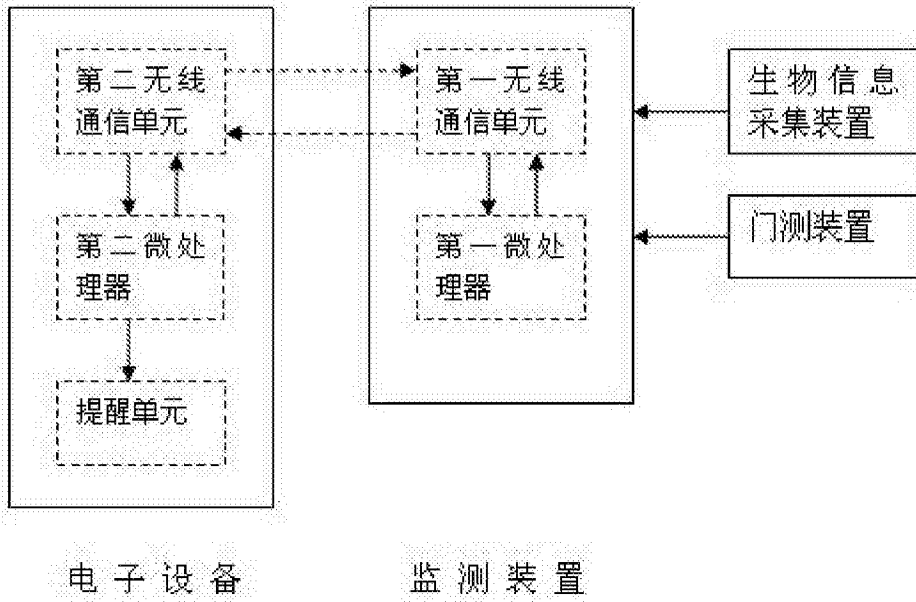 第二无线
通信单元
第二微处
理器
提醒单元
第一无线
通信单元
第一微处
理器
生物信息
采集装置
门测装置
电子设备
监测装置